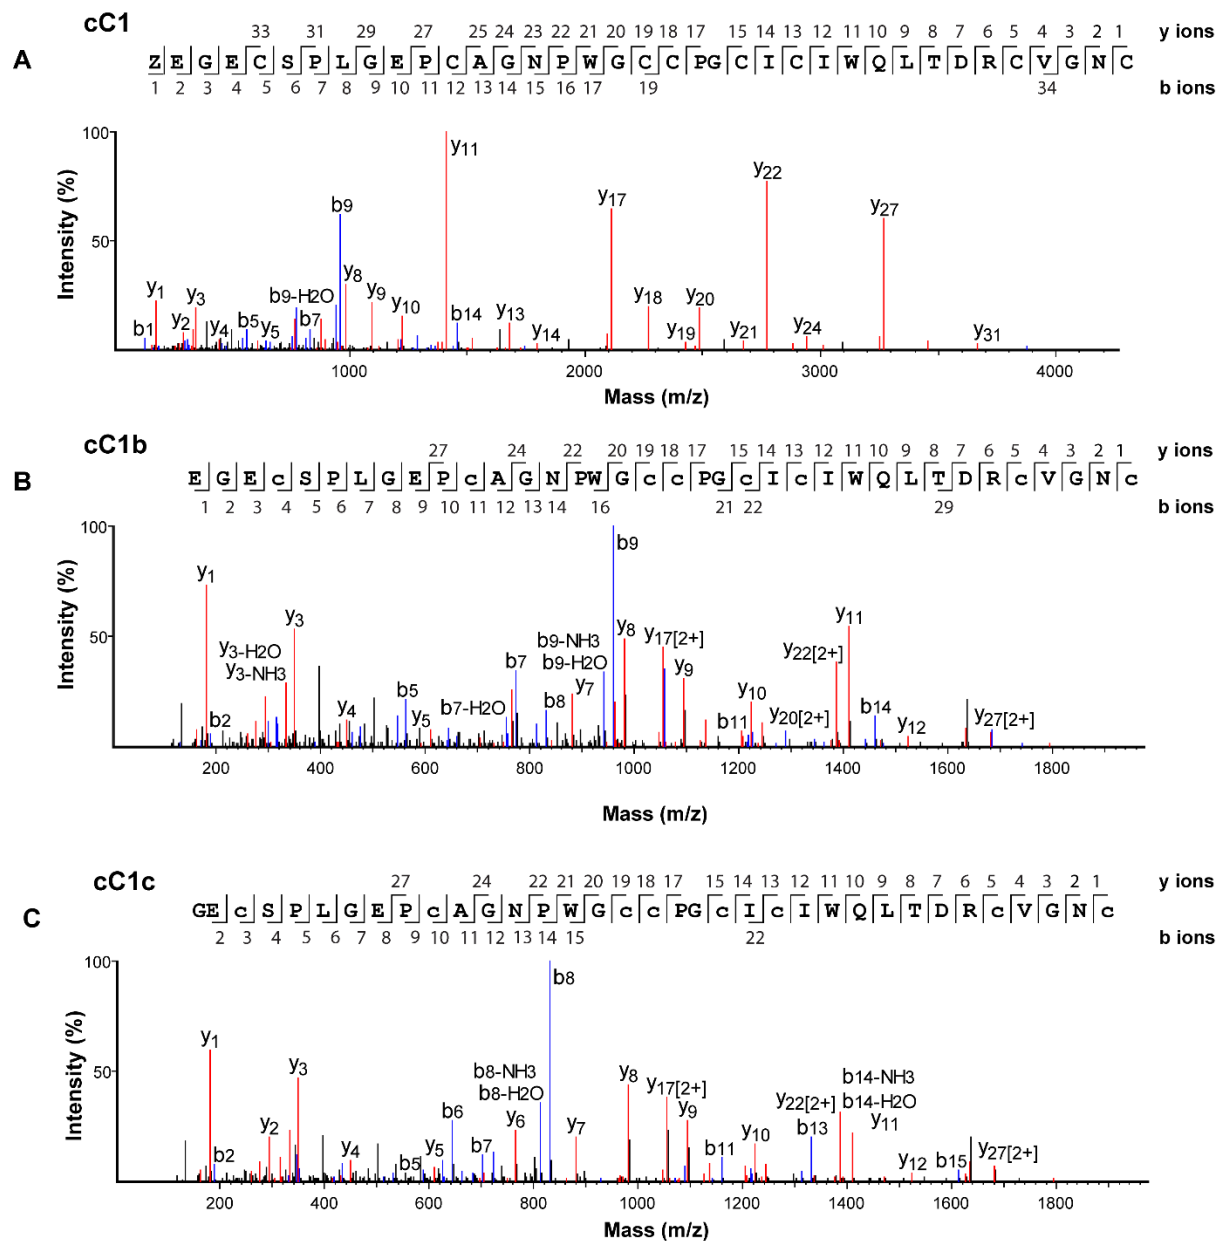 cC1
33 31 29 27 25 24 23 22 21 20 19 18 17 15 14 13 12 11 10 9 8 7 6 5 4 3 2 1 y ions
A
Z E G E C S P L G E P C A G N P W G C C P G C I C I W Q L T D R C V G N C
1 2 3 4 5 6 7 8 9 10 11 12 13 14 15 16 17 19 34 b ions
100
50
Intensity (%)
b1 y1 y2 y3 y4 b5 y5 b9-H2O b7 b9 y8 y9 y10 y11 b14 y13 y14 y17 y18 y19 y20 y21 y22 y24 y27 y31
1000 2000 3000 4000
Mass (m/z)
cC1b
27 24 22 20 19 18 17 15 14 13 12 11 10 9 8 7 6 5 4 3 2 1 y ions
B
E G E c S P L G E P c A G N P W G c c P G c I c I W Q L T D R c V G N c
1 2 3 4 5 6 7 8 9 10 11 12 13 14 16 21 22 29 b ions
100
50
Intensity (%)
y1 b2 y3-H2O y3-NH3 y3 y4 b5 y5 b7-H2O b7 b9-NH3 b9-H2O b8 y7 b9 y8 y17[2+] y9 b11 y10 y20[2+] y22[2+] y11 b14 y12 y27[2+]
200 400 600 800 1000 1200 1400 1600 1800
Mass (m/z)
cC1c
27 24 22 21 20 19 18 17 15 14 13 12 11 10 9 8 7 6 5 4 3 2 1 y ions
C
G E c S P L G E P c A G N P W G c c P G c I c I W Q L T D R c V G N c
2 3 4 5 6 7 8 9 10 11 12 13 14 15 22 b ions
100
50
Intensity (%)
y1 b2 y2 y3 y4 b5 y5 b6 b7 b8-NH3 b8-H2O y6 b8 y7 y8 y17[2+] y9 b11 y10 y22[2+] b13 b14-NH3 b14-H2O y11 y12 b15 y27[2+]
200 400 600 800 1000 1200 1400 1600 1800
Mass (m/z)